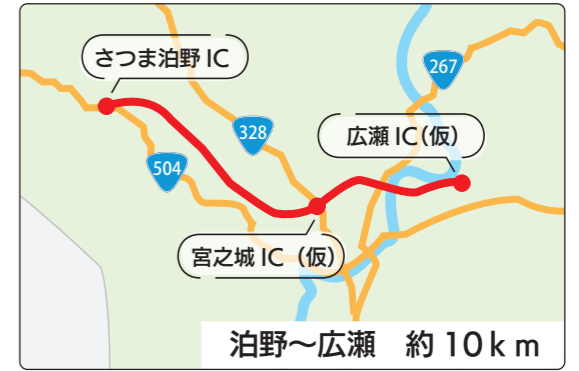 さつま泊野 IC
267
328
広瀬 IC（仮）
504
宮之城 IC（仮）
泊野～広瀬　約 10ｋｍ